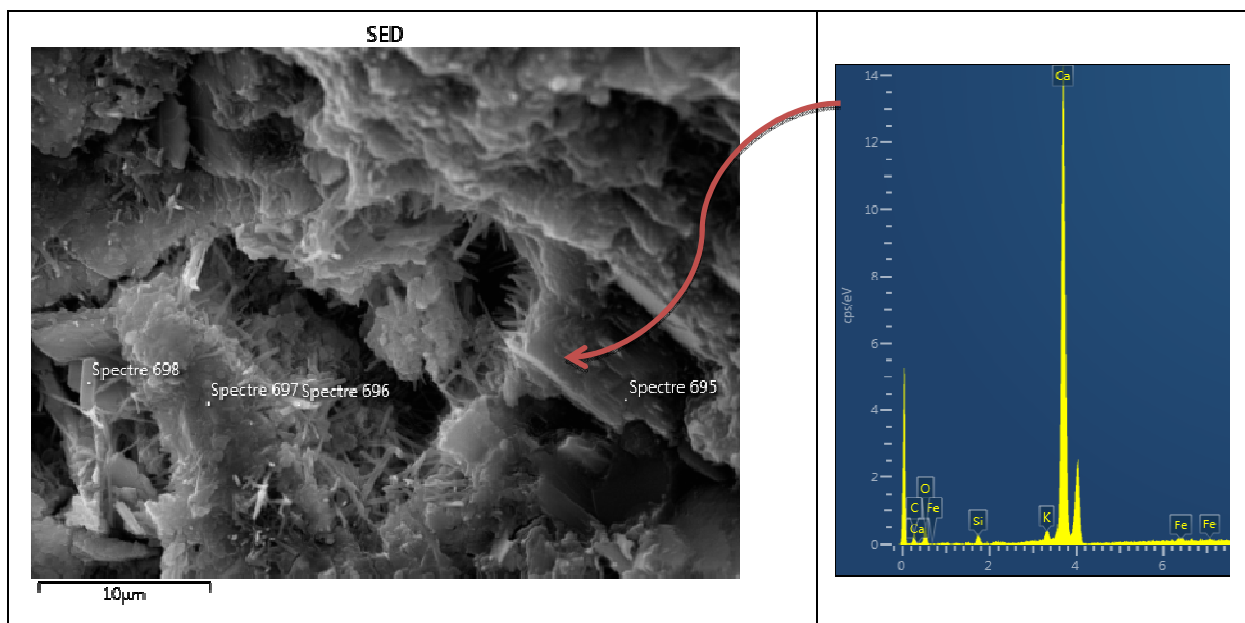 SED
Spectre 698
Spectre 697 Spectre 696
Spectre 695
10µm
cps/eV
14
12
10
8
6
4
2
0
Ca
O
C
Fe
Ca
Si
K
Fe
Fe
0
2
4
6